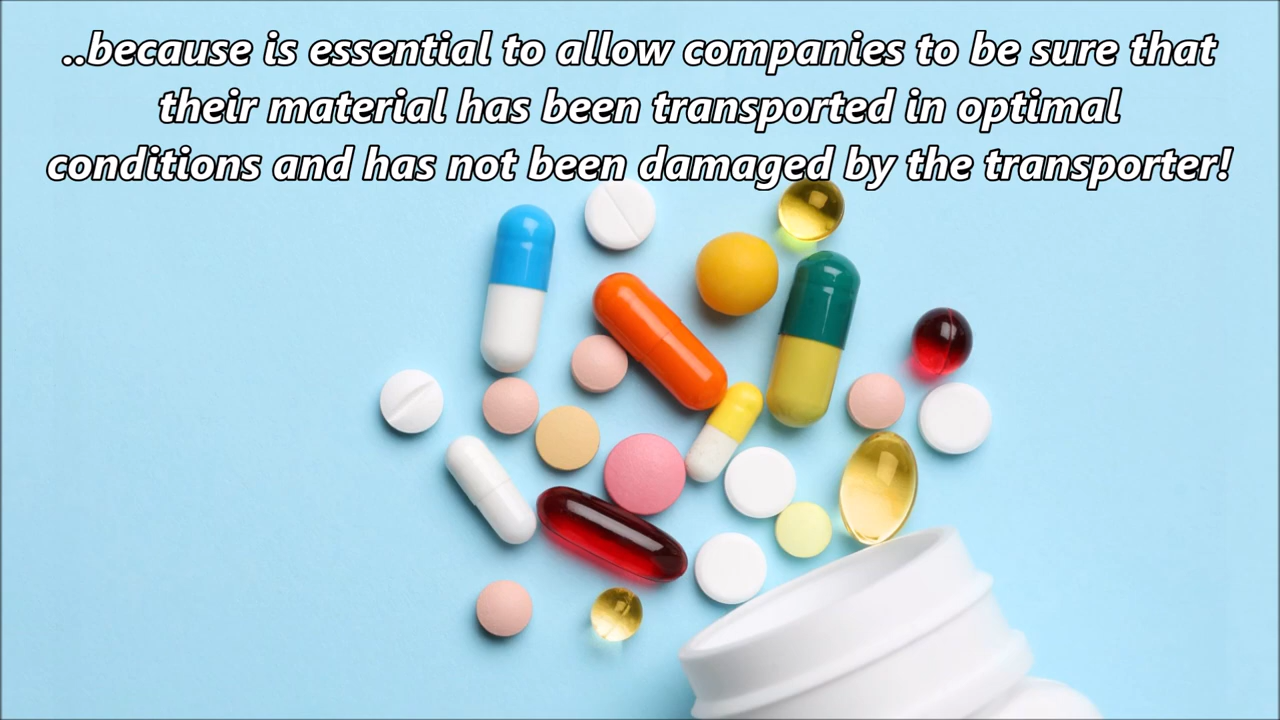 ..because is essential to allow companies to be sure that
their material has been transported in optimal
conditions and has not been damaged by the transporter!